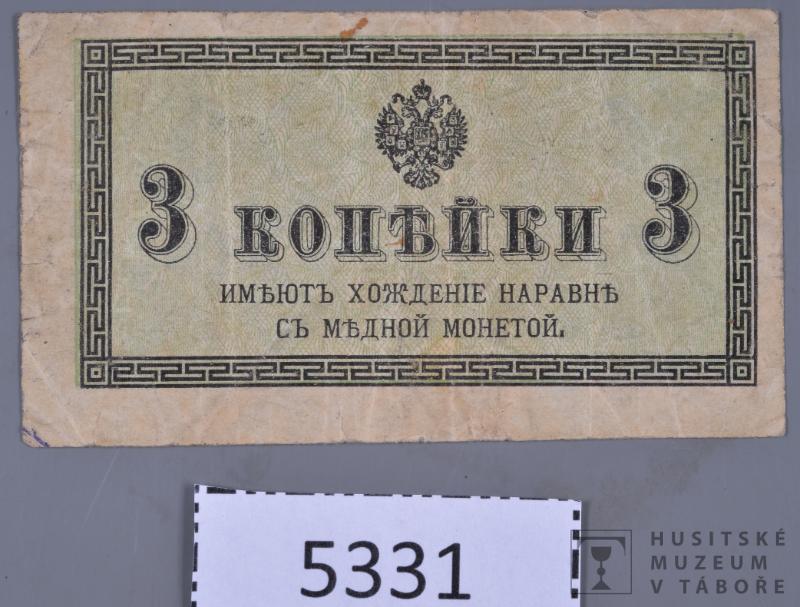 3 КОПѢЙКИ 3
ИМѢЮТЪ ХОЖДЕНІЕ НАРАВНѢ
СЪ МѢДНОЙ МОНЕТОЙ.
5331
HUSITSKÉ
MUZEUM
V TÁBOŘE